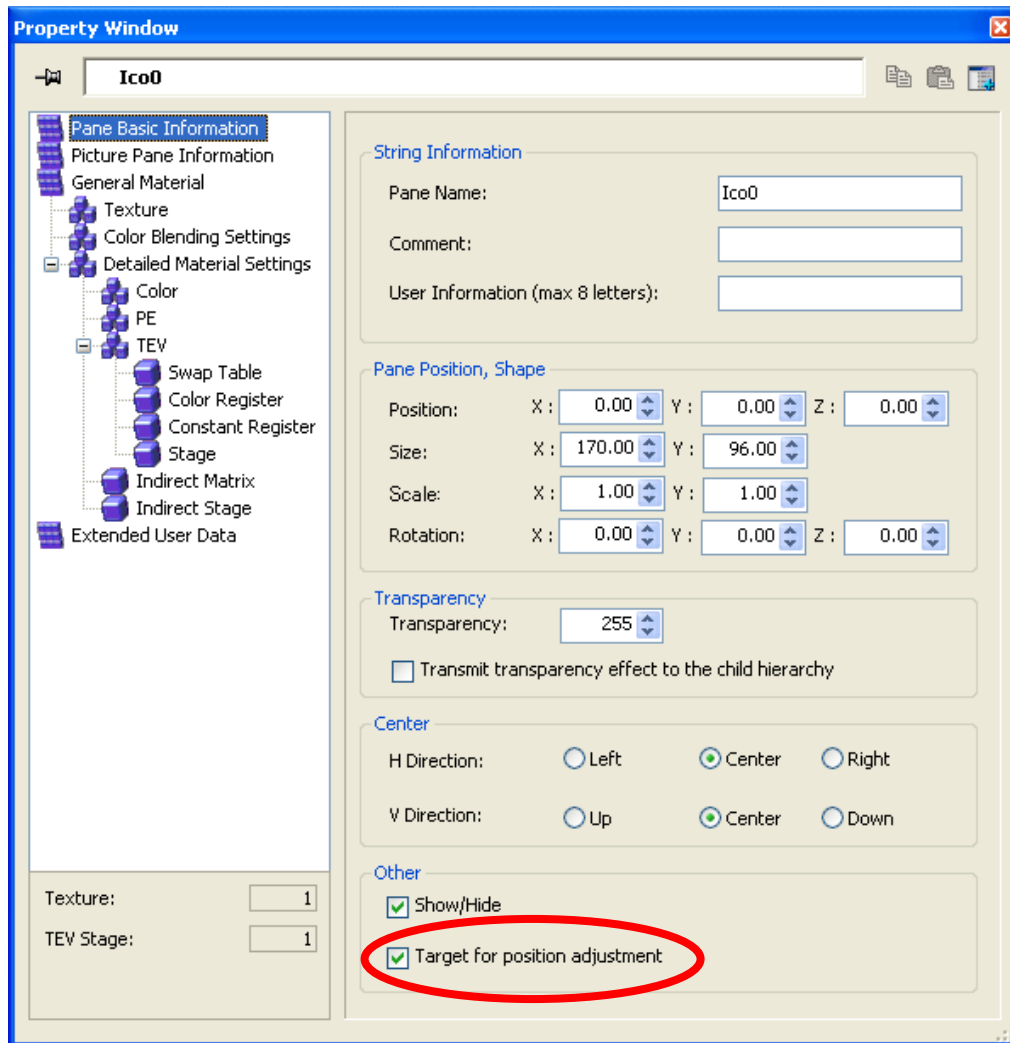 Property Window
Ico0
Pane Basic Information
Picture Pane Information
General Material
Texture
Color Blending Settings
Detailed Material Settings
Color
PE
TEV
Swap Table
Color Register
Constant Register
Stage
Indirect Matrix
Indirect Stage
Extended User Data
Texture: 1
TEV Stage: 1
String Information
Pane Name: Ico0
Comment:
User Information (max 8 letters):
Pane Position, Shape
Position: X : 0.00 Y : 0.00 Z : 0.00
Size: X : 170.00 Y : 96.00
Scale: X : 1.00 Y : 1.00
Rotation: X : 0.00 Y : 0.00 Z : 0.00
Transparency
Transparency: 255
Transmit transparency effect to the child hierarchy
Center
H Direction: Left Center Right
V Direction: Up Center Down
Other
Show/Hide
Target for position adjustment